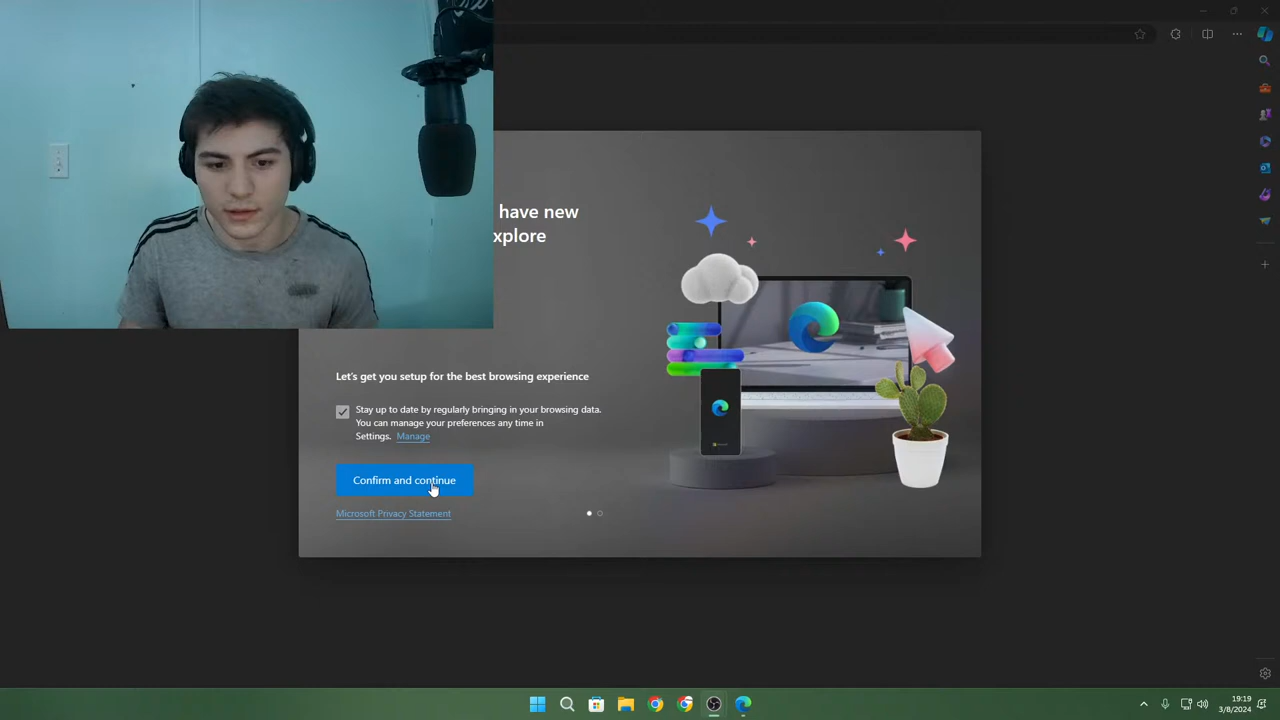 have new
xplore
Let's get you setup for the best browsing experience
Stay up to date by regularly bringing in your browsing data.
You can manage your preferences any time in
Settings. Manage
Confirm and continue
Microsoft Privacy Statement
19:19
3/8/2024